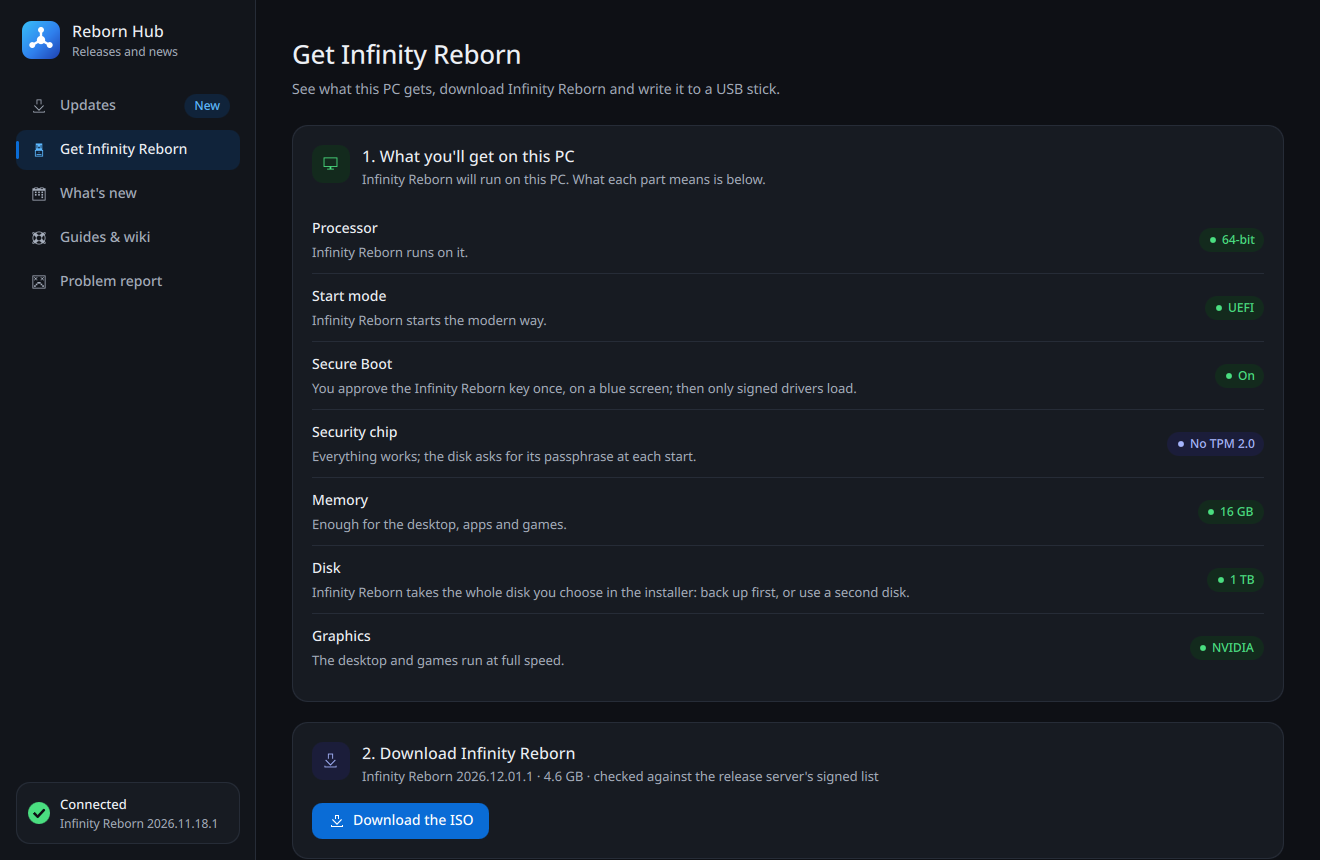 Reborn Hub
Releases and news
Updates
New
Get Infinity Reborn
What's new
Guides & wiki
Problem report
Connected
Infinity Reborn 2026.11.18.1
Get Infinity Reborn
See what this PC gets, download Infinity Reborn and write it to a USB stick.
1. What you'll get on this PC
Infinity Reborn will run on this PC. What each part means is below.
Processor
Infinity Reborn runs on it.
64-bit
Start mode
Infinity Reborn starts the modern way.
UEFI
Secure Boot
You approve the Infinity Reborn key once, on a blue screen; then only signed drivers load.
On
Security chip
Everything works; the disk asks for its passphrase at each start.
No TPM 2.0
Memory
Enough for the desktop, apps and games.
16 GB
Disk
Infinity Reborn takes the whole disk you choose in the installer: back up first, or use a second disk.
1 TB
Graphics
The desktop and games run at full speed.
NVIDIA
2. Download Infinity Reborn
Infinity Reborn 2026.12.01.1 · 4.6 GB · checked against the release server's signed list
Download the ISO